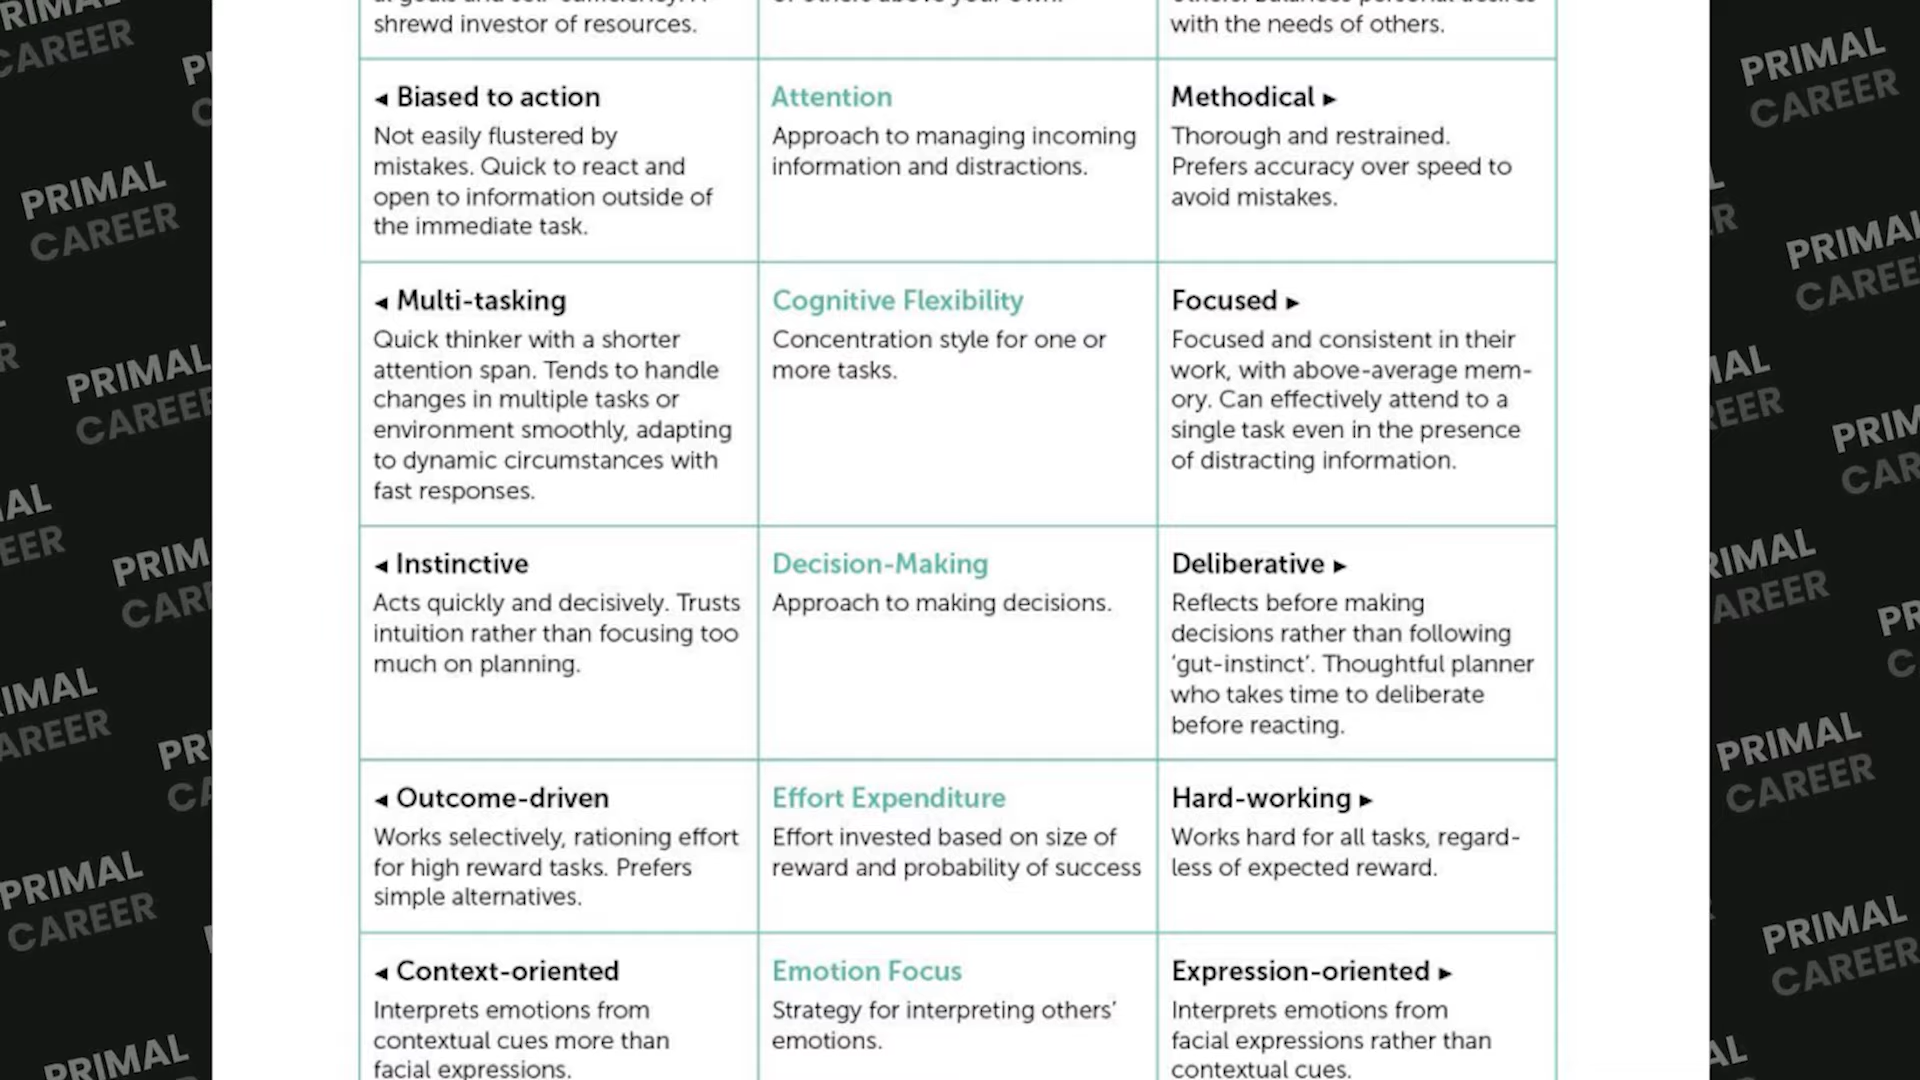 shrewd investor of resources.
with the needs of others.
◂ Biased to action
Not easily flustered by
mistakes. Quick to react and
open to information outside of
the immediate task.
Attention
Approach to managing incoming
information and distractions.
Methodical ▸
Thorough and restrained.
Prefers accuracy over speed to
avoid mistakes.
◂ Multi-tasking
Quick thinker with a shorter
attention span. Tends to handle
changes in multiple tasks or
environment smoothly, adapting
to dynamic circumstances with
fast responses.
Cognitive Flexibility
Concentration style for one or
more tasks.
Focused ▸
Focused and consistent in their
work, with above-average mem-
ory. Can effectively attend to a
single task even in the presence
of distracting information.
◂ Instinctive
Acts quickly and decisively. Trusts
intuition rather than focusing too
much on planning.
Decision-Making
Approach to making decisions.
Deliberative ▸
Reflects before making
decisions rather than following
‘gut-instinct’. Thoughtful planner
who takes time to deliberate
before reacting.
◂ Outcome-driven
Works selectively, rationing effort
for high reward tasks. Prefers
simple alternatives.
Effort Expenditure
Effort invested based on size of
reward and probability of success
Hard-working ▸
Works hard for all tasks, regard-
less of expected reward.
◂ Context-oriented
Interprets emotions from
contextual cues more than
facial expressions.
Emotion Focus
Strategy for interpreting others’
emotions.
Expression-oriented ▸
Interprets emotions from
facial expressions rather than
contextual cues.
PRIMAL
CAREER
PRIMAL
CAREER
PRIMAL
CAREER
PRIMAL
CAREER
PRIMAL
CAREER
PRIMAL
CAREER